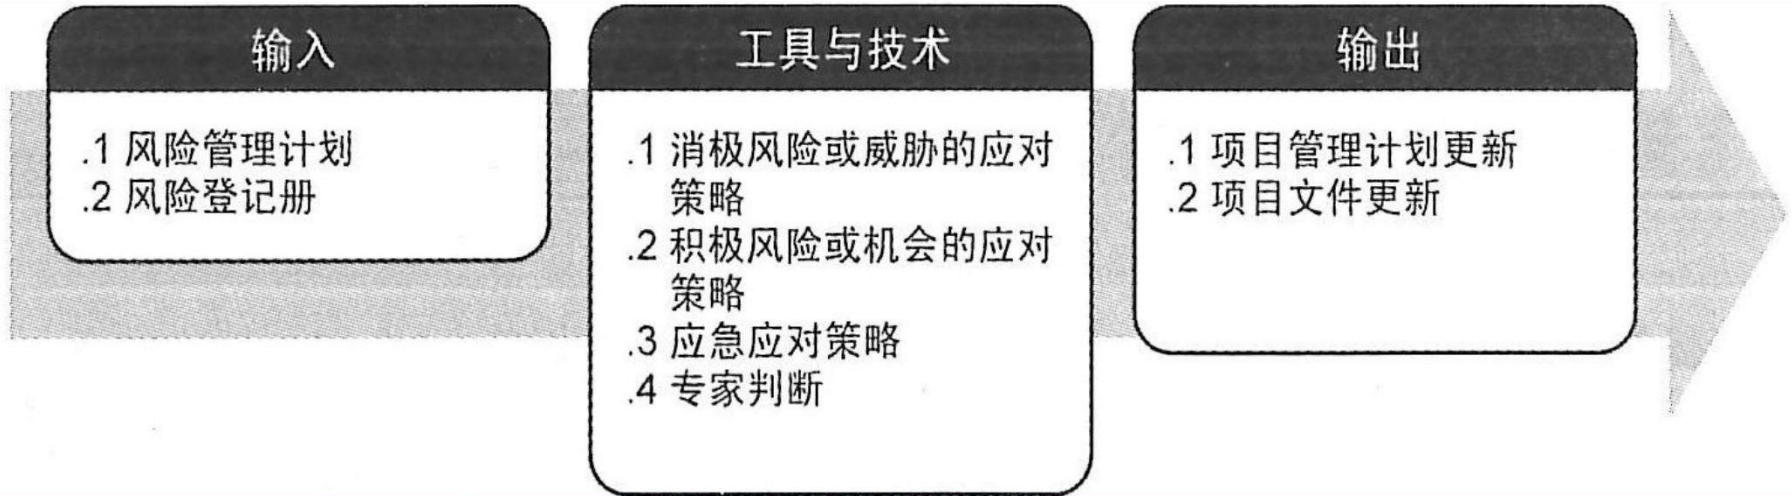 输入
.1 风险管理计划
.2 风险登记册
工具与技术
.1 消极风险或威胁的应对
策略
.2 积极风险或机会的应对
策略
.3 应急应对策略
.4 专家判断
输出
.1 项目管理计划更新
.2 项目文件更新